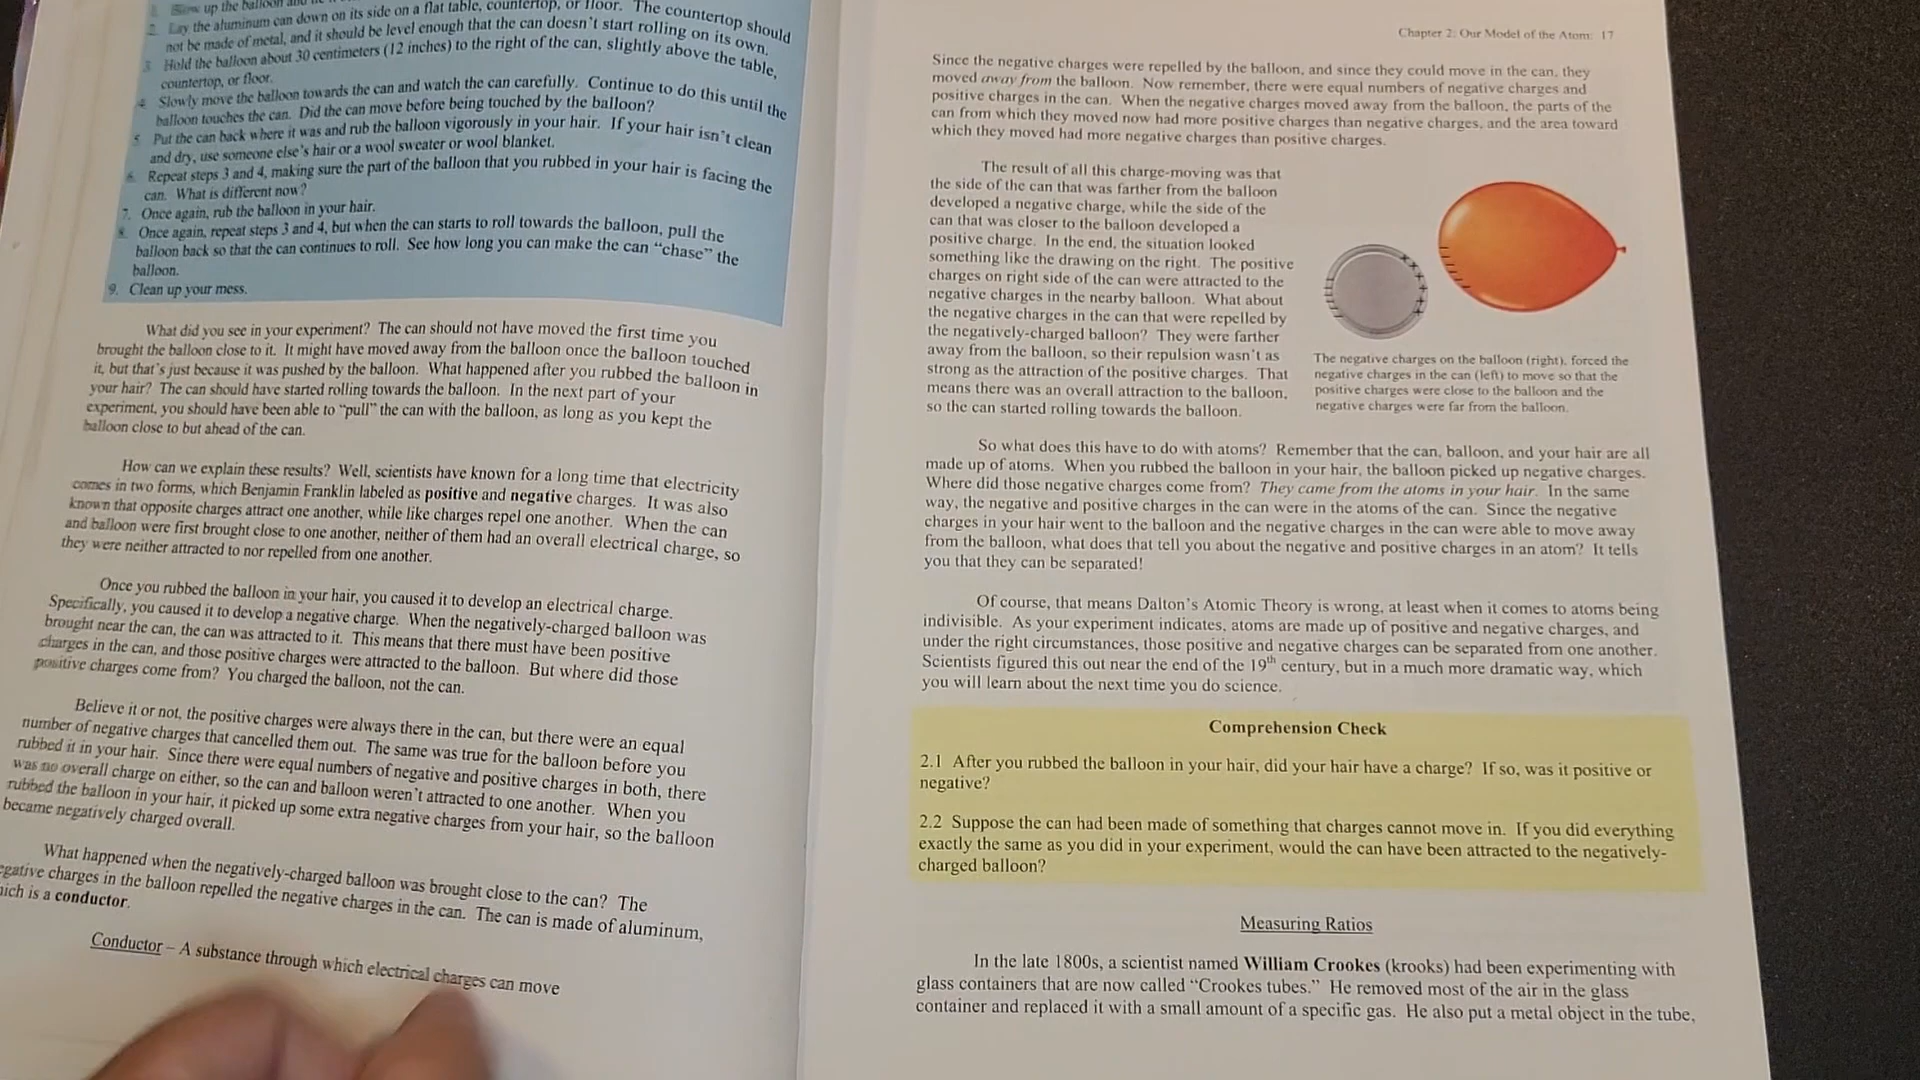 1. Blow up the balloon and
2. Lay the aluminum can down on its side on a flat table, countertop, or floor. The countertop should
not be made of metal, and it should be level enough that the can doesn't start rolling on its own.
3. Hold the balloon about 30 centimeters (12 inches) to the right of the can, slightly above the table,
countertop, or floor.
4. Slowly move the balloon towards the can and watch the can carefully. Continue to do this until the
balloon touches the can. Did the can move before being touched by the balloon?
5. Put the can back where it was and rub the balloon vigorously in your hair. If your hair isn't clean
and dry, use someone else's hair or a wool sweater or wool blanket.
6. Repeat steps 3 and 4, making sure the part of the balloon that you rubbed in your hair is facing the
can. What is different now?
7. Once again, rub the balloon in your hair.
8. Once again, repeat steps 3 and 4, but when the can starts to roll towards the balloon, pull the
balloon back so that the can continues to roll. See how long you can make the can "chase" the
balloon.
9. Clean up your mess.
What did you see in your experiment? The can should not have moved the first time you
brought the balloon close to it. It might have moved away from the balloon once the balloon touched
it, but that's just because it was pushed by the balloon. What happened after you rubbed the balloon in
your hair? The can should have started rolling towards the balloon. In the next part of your
experiment, you should have been able to "pull" the can with the balloon, as long as you kept the
balloon close to but ahead of the can.
How can we explain these results? Well, scientists have known for a long time that electricity
comes in two forms, which Benjamin Franklin labeled as positive and negative charges. It was also
known that opposite charges attract one another, while like charges repel one another. When the can
and balloon were first brought close to one another, neither of them had an overall electrical charge, so
they were neither attracted to nor repelled from one another.
Once you rubbed the balloon in your hair, you caused it to develop an electrical charge.
Specifically, you caused it to develop a negative charge. When the negatively-charged balloon was
brought near the can, the can was attracted to it. This means that there must have been positive
charges in the can, and those positive charges were attracted to the balloon. But where did those
positive charges come from? You charged the balloon, not the can.
Believe it or not, the positive charges were always there in the can, but there were an equal
number of negative charges that cancelled them out. The same was true for the balloon before you
rubbed it in your hair. Since there were equal numbers of negative and positive charges in both, there
was no overall charge on either, so the can and balloon weren't attracted to one another. When you
rubbed the balloon in your hair, it picked up some extra negative charges from your hair, so the balloon
became negatively charged overall.
What happened when the negatively-charged balloon was brought close to the can? The
egative charges in the balloon repelled the negative charges in the can. The can is made of aluminum,
hich is a conductor.
Conductor – A substance through which electrical charges can move
Chapter 2: Our Model of the Atom 17
Since the negative charges were repelled by the balloon, and since they could move in the can, they
moved away from the balloon. Now remember, there were equal numbers of negative charges and
positive charges in the can. When the negative charges moved away from the balloon, the parts of the
can from which they moved now had more positive charges than negative charges, and the area toward
which they moved had more negative charges than positive charges.
The result of all this charge-moving was that
the side of the can that was farther from the balloon
developed a negative charge, while the side of the
can that was closer to the balloon developed a
positive charge. In the end, the situation looked
something like the drawing on the right. The positive
charges on right side of the can were attracted to the
negative charges in the nearby balloon. What about
the negative charges in the can that were repelled by
the negatively-charged balloon? They were farther
away from the balloon, so their repulsion wasn't as
strong as the attraction of the positive charges. That
means there was an overall attraction to the balloon,
so the can started rolling towards the balloon.
The negative charges on the balloon (right), forced the
negative charges in the can (left) to move so that the
positive charges were close to the balloon and the
negative charges were far from the balloon.
So what does this have to do with atoms? Remember that the can, balloon, and your hair are all
made up of atoms. When you rubbed the balloon in your hair, the balloon picked up negative charges.
Where did those negative charges come from? They came from the atoms in your hair. In the same
way, the negative and positive charges in the can were in the atoms of the can. Since the negative
charges in your hair went to the balloon and the negative charges in the can were able to move away
from the balloon, what does that tell you about the negative and positive charges in an atom? It tells
you that they can be separated!
Of course, that means Dalton's Atomic Theory is wrong, at least when it comes to atoms being
indivisible. As your experiment indicates, atoms are made up of positive and negative charges, and
under the right circumstances, those positive and negative charges can be separated from one another.
Scientists figured this out near the end of the 19th century, but in a much more dramatic way, which
you will learn about the next time you do science.
Comprehension Check
2.1 After you rubbed the balloon in your hair, did your hair have a charge? If so, was it positive or
negative?
2.2 Suppose the can had been made of something that charges cannot move in. If you did everything
exactly the same as you did in your experiment, would the can have been attracted to the negatively-
charged balloon?
Measuring Ratios
In the late 1800s, a scientist named William Crookes (krooks) had been experimenting with
glass containers that are now called "Crookes tubes." He removed most of the air in the glass
container and replaced it with a small amount of a specific gas. He also put a metal object in the tube,